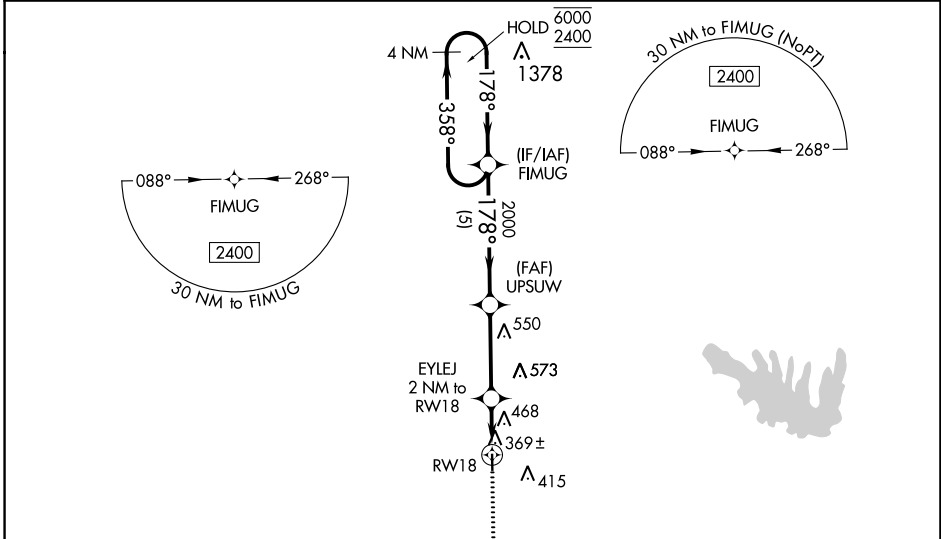 HOLD 6000
2400
4 NM
1378
178°
358°
(IF/IAF)
FIMUG
2000
178°
(5)
(FAF)
UPSUW
550
573
EYLEJ
2 NM to
RW18
468
369±
RW18
415
088°
268°
FIMUG
2400
30 NM to FIMUG
30 NM to FIMUG (NoPT)
2400
FIMUG
088°
268°